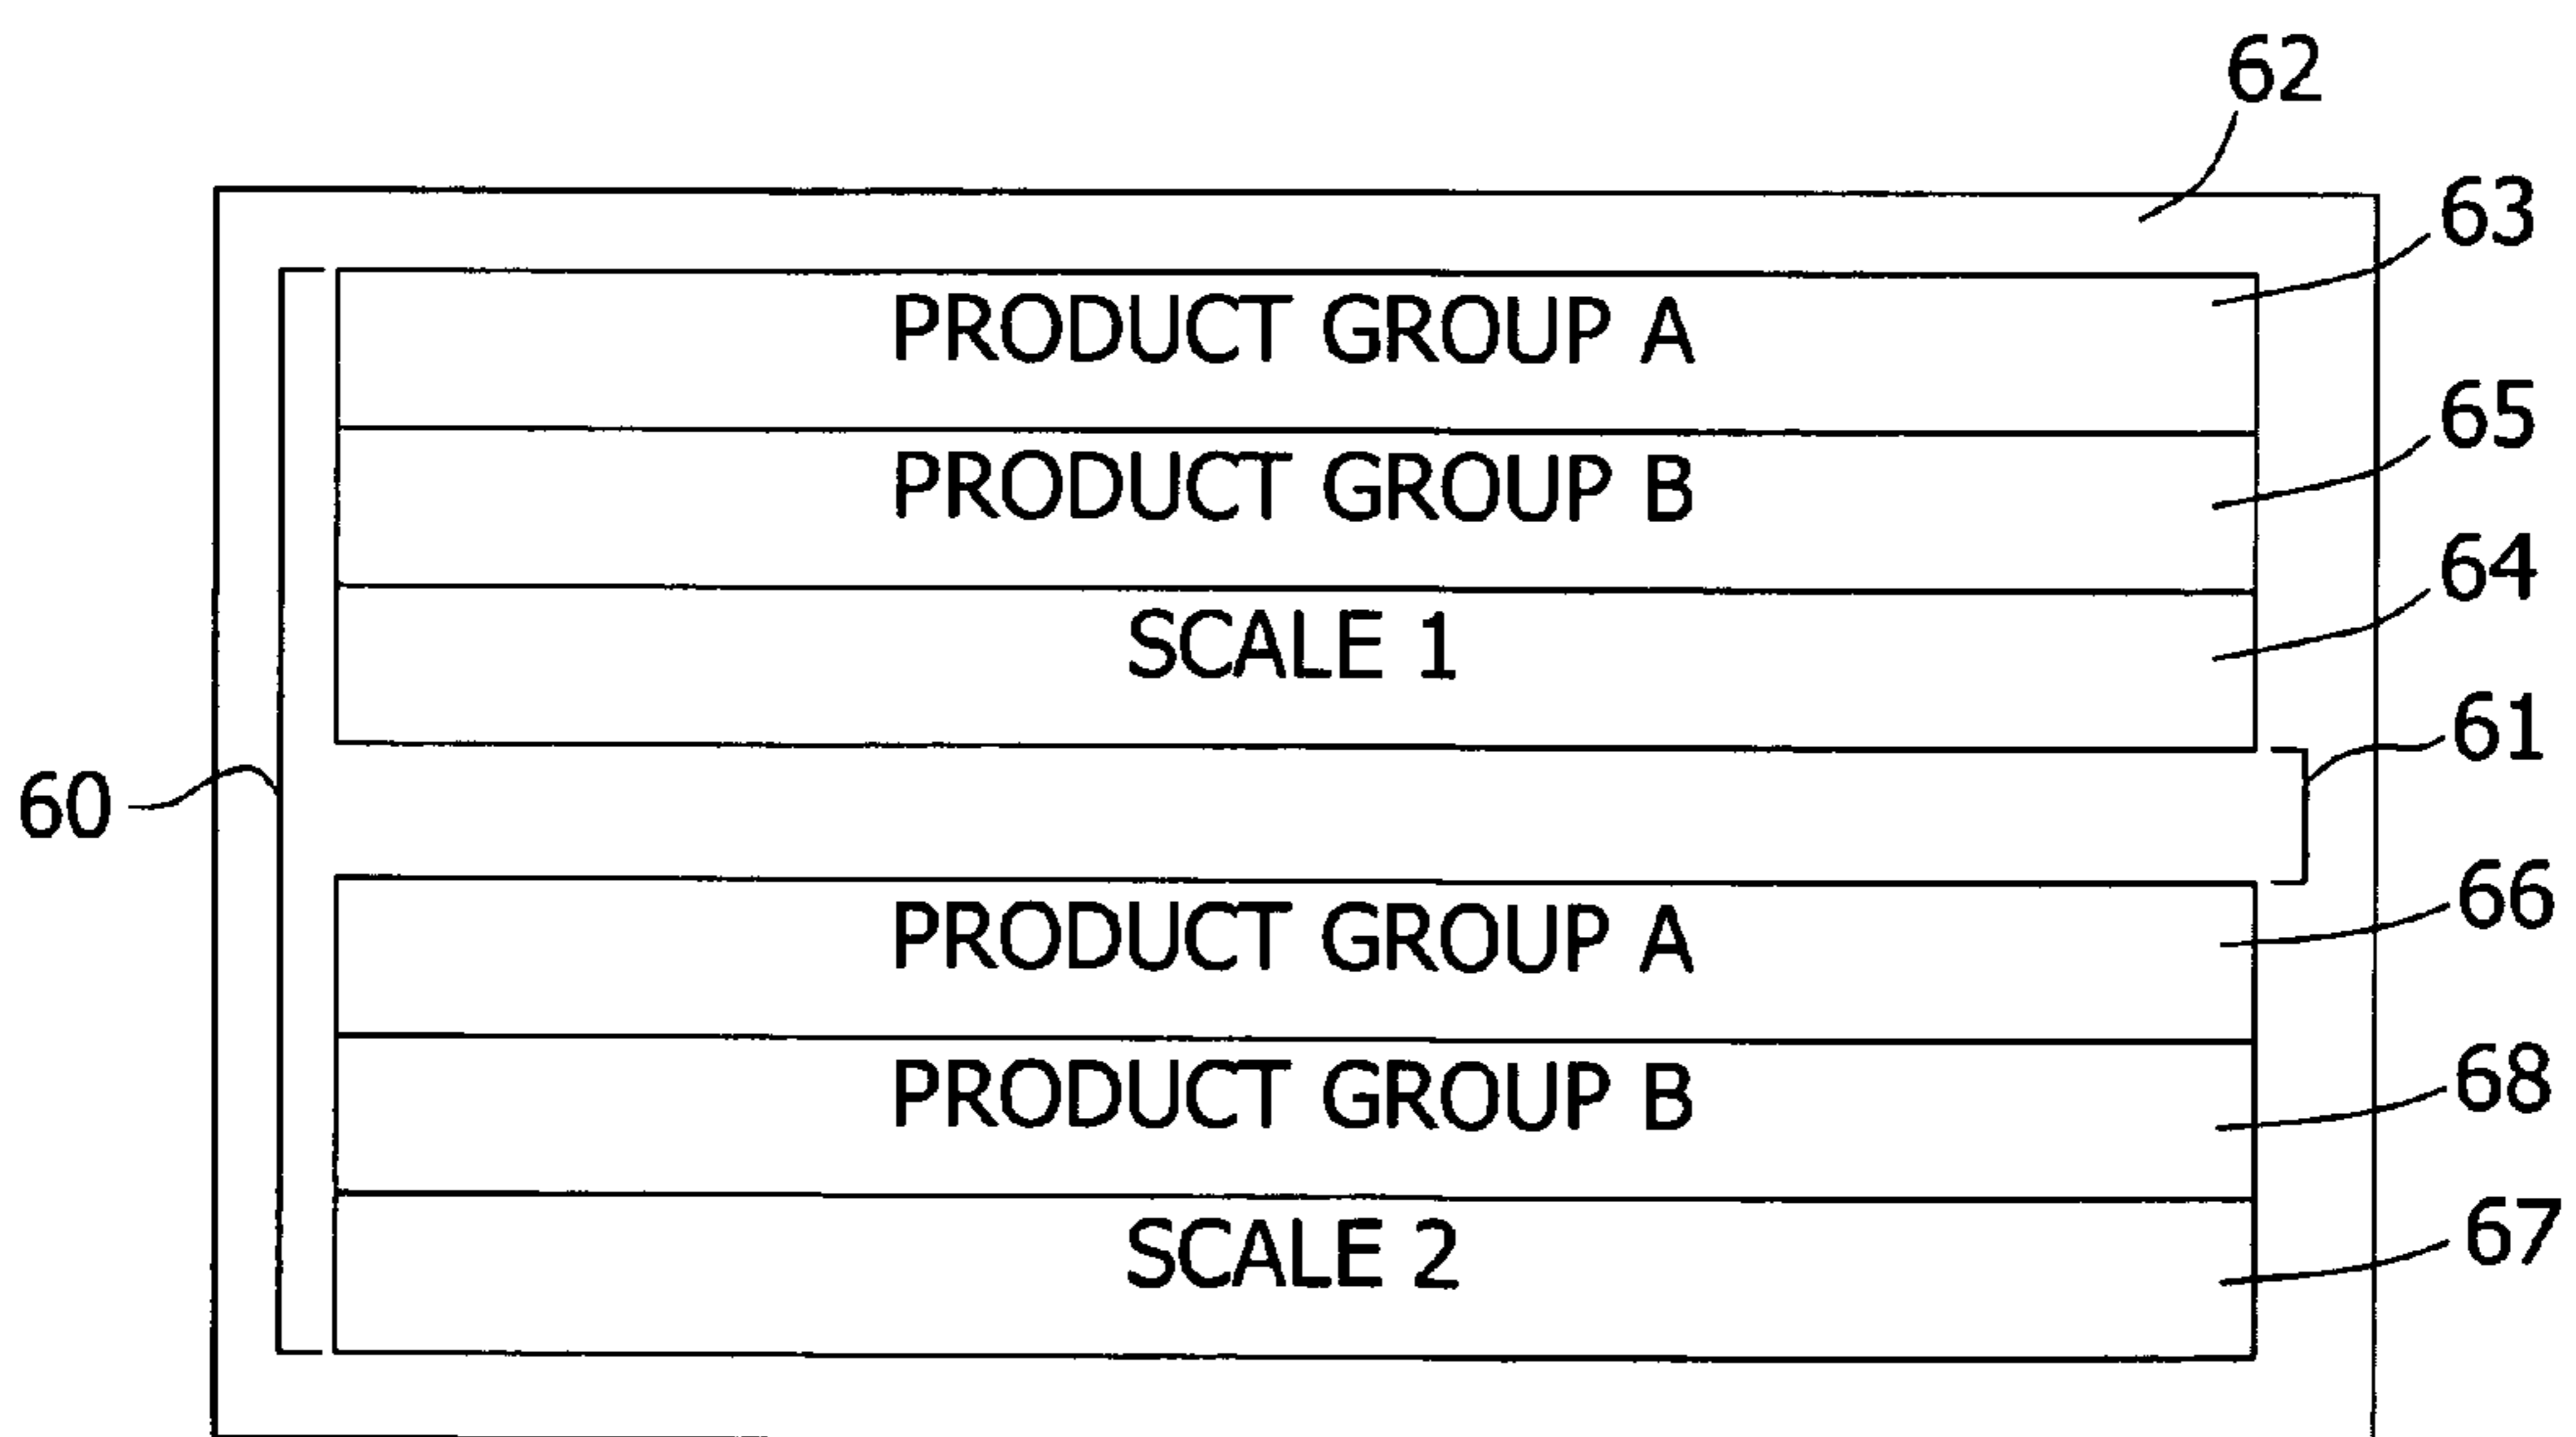 62
63
PRODUCT GROUP A
65
PRODUCT GROUP B
64
SCALE 1
61
60
66
PRODUCT GROUP A
68
PRODUCT GROUP B
67
SCALE 2